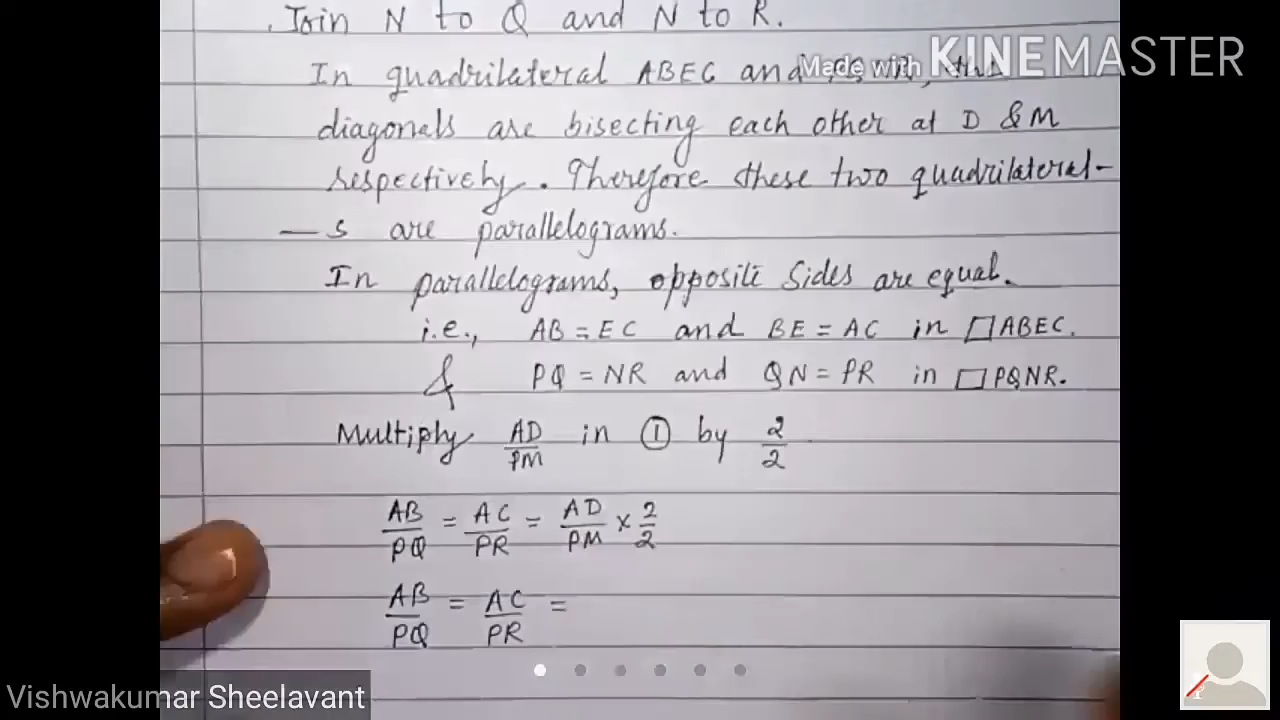 Join N to Q and N to R.
Made with KINEMASTER
In quadrilateral ABEC and
diagonals are bisecting each other at D & M
respectively. Therefore these two quadrilateral-
— s are parallelograms.
In parallelograms, opposite sides are equal.
i.e., AB = EC and BE = AC in ▱ABEC.
& PQ = NR and QN = PR in ▱PQNR.
Multiply AD/PM in ① by 2/2
AB/PQ = AC/PR = AD/PM × 2/2
AB/PQ = AC/PR =
Vishwakumar Sheelavant